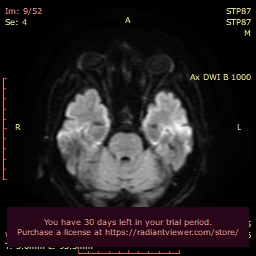 Im: 9/52
Se: 4
A
STP87
STP87
M
Ax DWI B 1000
R
L
You have 30 days left in your trial period.
Purchase a license at https://radiantviewer.com/store/